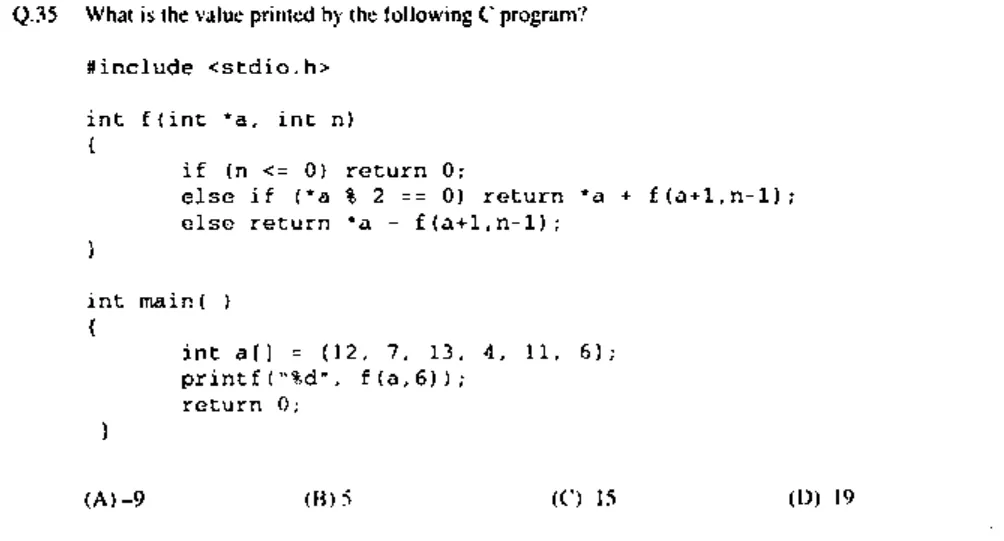 Q.35 What is the value printed by the following C program?
#include <stdio.h>
int f(int *a, int n)
{
if (n <= 0) return 0;
else if (*a % 2 == 0) return *a + f(a+1,n-1);
else return *a - f(a+1,n-1);
}
int main( )
{
int a[] = {12, 7, 13, 4, 11, 6};
printf("%d", f(a,6));
return 0;
}
(A) -9 (B) 5 (C) 15 (D) 19